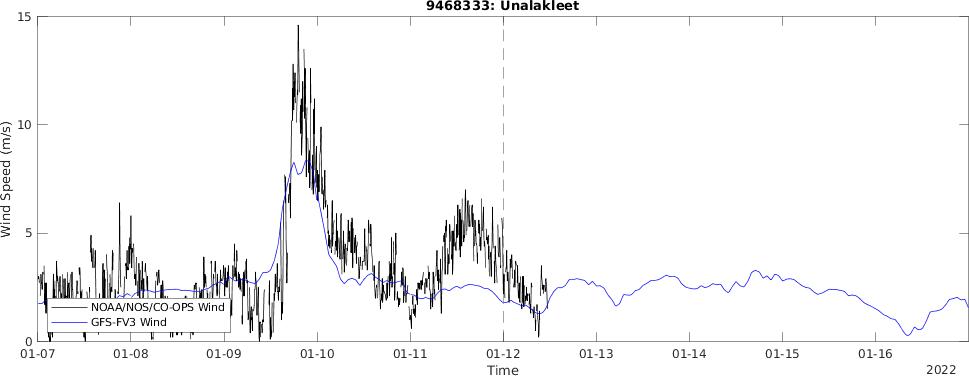 9468333: Unalakleet
Wind Speed (m/s)
15
10
5
0
NOAA/NOS/CO-OPS Wind
GFS-FV3 Wind
01-07 01-08 01-09 01-10 01-11 01-12 01-13 01-14 01-15 01-16
Time
2022